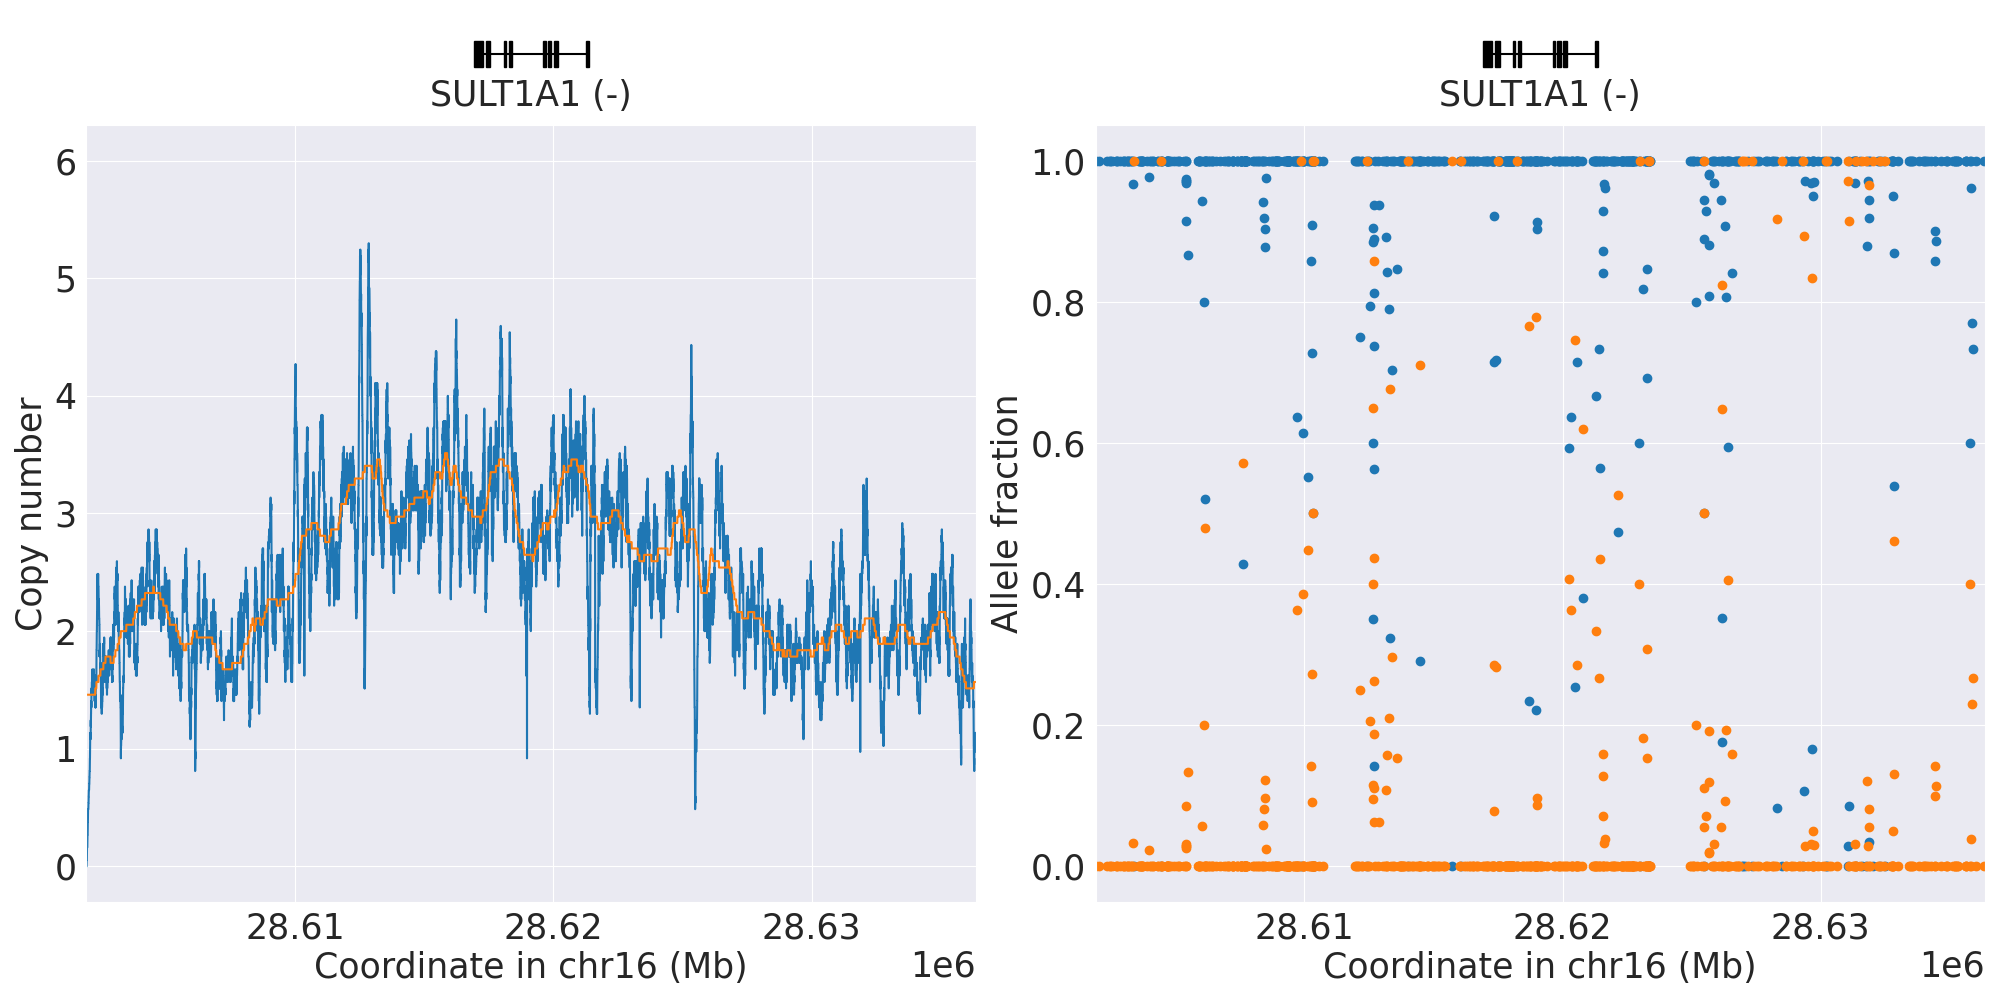 SULT1A1 (-)
Copy number
6
5
4
3
2
1
0
28.61
28.62
28.63
Coordinate in chr16 (Mb)
1e6
SULT1A1 (-)
Allele fraction
1.0
0.8
0.6
0.4
0.2
0.0
28.61
28.62
28.63
Coordinate in chr16 (Mb)
1e6